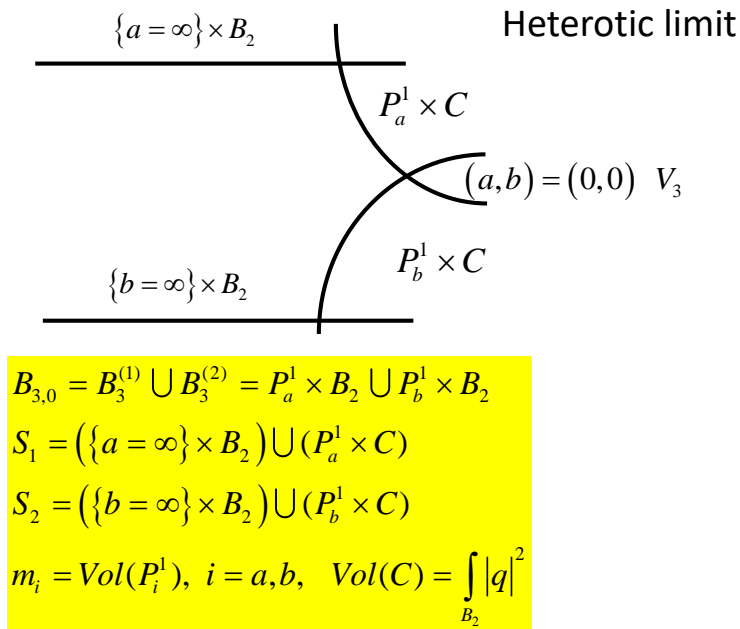 {a = ∞} × B₂ Heterotic limit
P¹ₐ × C
(a,b) = (0,0) V₃
P¹_b × C
{b = ∞} × B₂
B₃,₀ = B₃⁽¹⁾ ∪ B₃⁽²⁾ = P¹ₐ × B₂ ∪ P¹_b × B₂
S₁ = ({a = ∞} × B₂) ∪ (P¹ₐ × C)
S₂ = ({b = ∞} × B₂) ∪ (P¹_b × C)
mᵢ = Vol(P¹ᵢ), i = a,b, Vol(C) = ∫_{B₂} |q|²